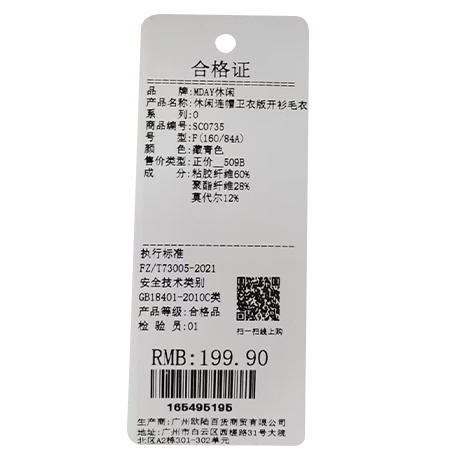 合格证
品 牌:MDAY休闲
产品名称:休闲连帽卫衣版开衫毛衣
系 列:0
商品编号:SC0735
型 号:F(160/84A)
颜 色:藏青色
售价类型:正价__509B
成 分:粘胶纤维60%
聚酯纤维28%
莫代尔12%
执行标准
FZ/T73005-2021
安全技术类别
GB18401-2010C类
产品等级:合格品
检 验 员:01
扫一扫线上购
RMB:199.90
165495195
生产商:广州欧陆百货商贸有限公司
地址:广州市白云区西槎路31号大院
北区A2栋301-302单元